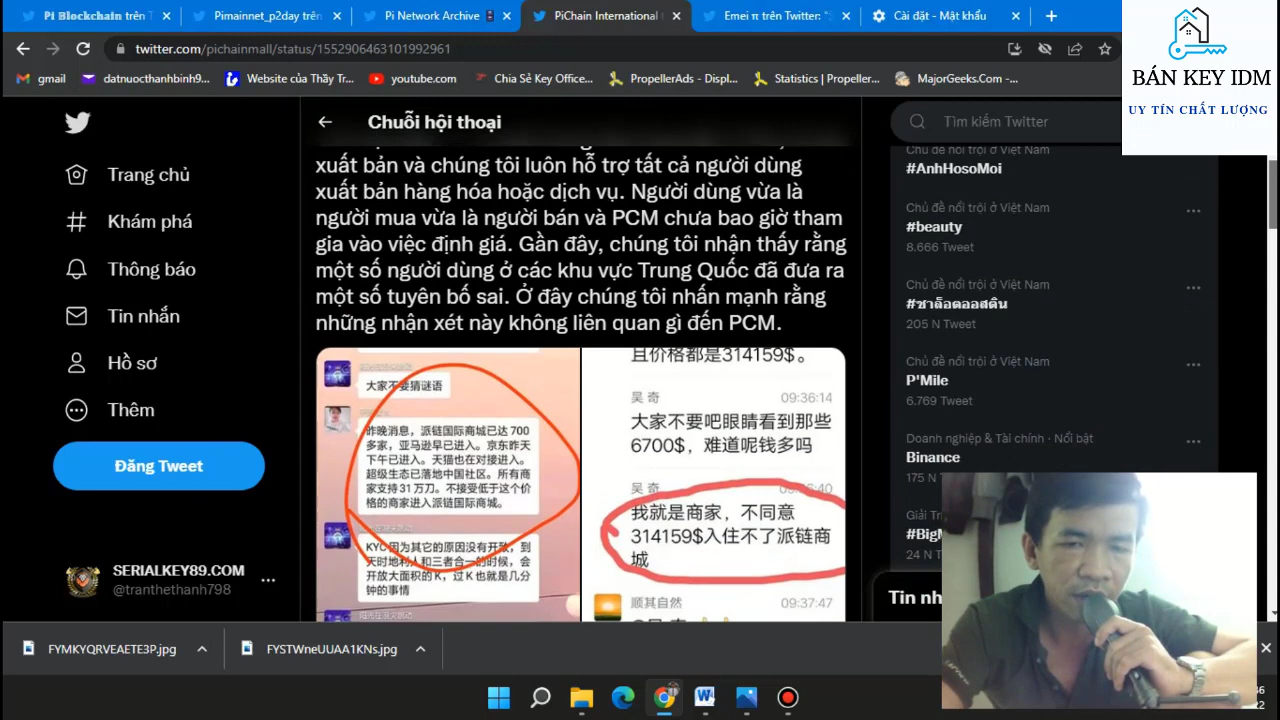 Pi Blockchain trên T
Pimainnet_p2day trên
Pi Network Archive
PiChain International
Emei π trên Twitter: "
Cài đặt - Mật khẩu
twitter.com/pichainmall/status/1552906463101992961
gmail
datnuocthanhbinh9...
Website của Thầy Tr...
youtube.com
Chia Sẻ Key Office...
PropellerAds - Displ...
Statistics | Propeller...
MajorGeeks.Com -...
BÁN KEY IDM
UY TÍN CHẤT LƯỢNG
Trang chủ
Khám phá
Thông báo
Tin nhắn
Hồ sơ
Thêm
Đăng Tweet
SERIALKEY89.COM
@tranthethanh798
Chuỗi hội thoại
xuất bản và chúng tôi luôn hỗ trợ tất cả người dùng
xuất bản hàng hóa hoặc dịch vụ. Người dùng vừa là
người mua vừa là người bán và PCM chưa bao giờ tham
gia vào việc định giá. Gần đây, chúng tôi nhận thấy rằng
một số người dùng ở các khu vực Trung Quốc đã đưa ra
một số tuyên bố sai. Ở đây chúng tôi nhấn mạnh rằng
những nhận xét này không liên quan gì đến PCM.
大家不要猜谜语
昨晚消息，派链国际商城已达 700
多家，亚马逊早已进入。京东昨天
下午已进入。天猫也在对接进入。
超级生态已落地中国社区。所有商
家支持31万刀。不接受低于这个价
格的商家进入派链国际商城。
KYC因为其它的原因没有开放，到
天时地利人和三者合一的时候，会
开放大面积的K，过K也就是几分
钟的事情
且价格都是314159$。
吴 奇
09:36:14
大家不要吧眼睛看到那些
6700$，难道呢钱多吗
吴 奇
我就是商家，不同意
314159$入住不了派链商
城
顺其自然
09:37:47
Tìm kiếm Twitter
Chủ đề nổi trội ở Việt Nam
#AnhHosoMoi
Chủ đề nổi trội ở Việt Nam
#beauty
8.666 Tweet
Chủ đề nổi trội ở Việt Nam
#ชาล็อตออสติน
205 N Tweet
Chủ đề nổi trội ở Việt Nam
P'Mile
6.769 Tweet
Doanh nghiệp & Tài chính · Nổi bật
Binance
175 N
Giải Tr
#BigM
24 N T
Tin nh
FYMKYQRVEAETE3P.jpg
FYSTWneUUAA1KNs.jpg